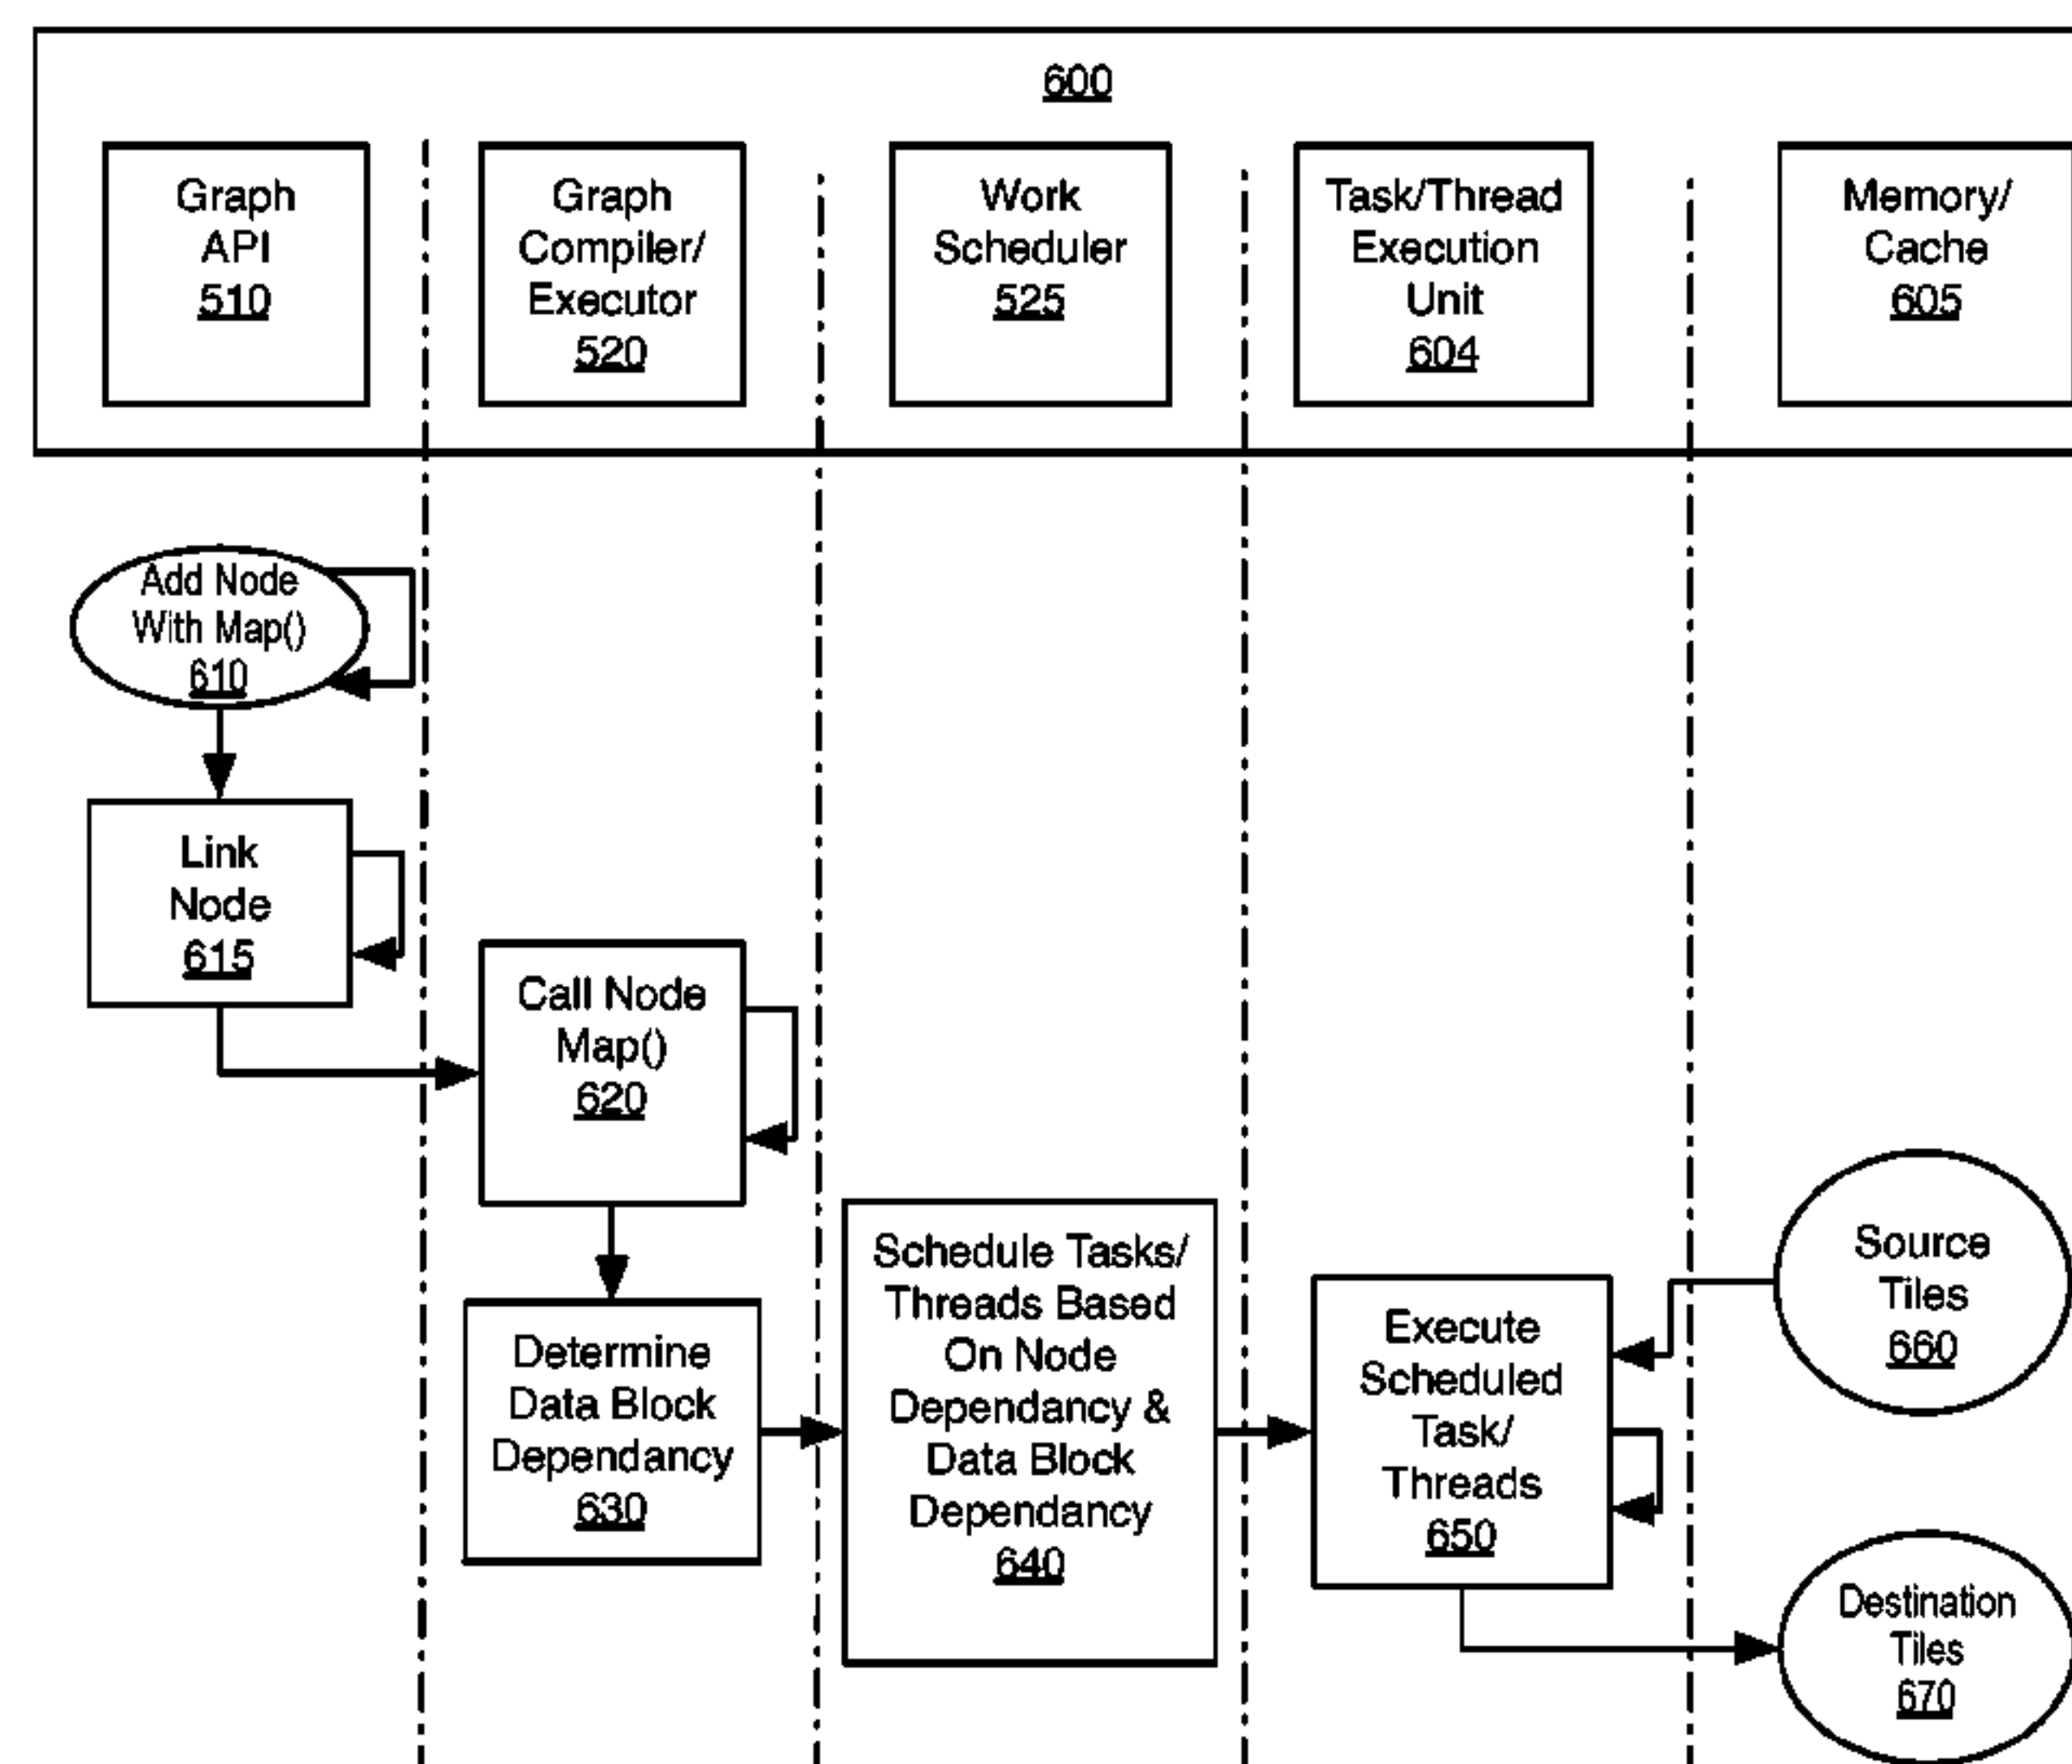 600
Graph
API
510
Graph
Compiler/
Executor
520
Work
Scheduler
525
Task/Thread
Execution
Unit
604
Memory/
Cache
605
Add Node
With Map()
610
Link
Node
615
Call Node
Map()
620
Determine
Data Block
Dependancy
630
Schedule Tasks/
Threads Based
On Node
Dependancy &
Data Block
Dependancy
640
Execute
Scheduled
Task/
Threads
650
Source
Tiles
660
Destination
Tiles
670